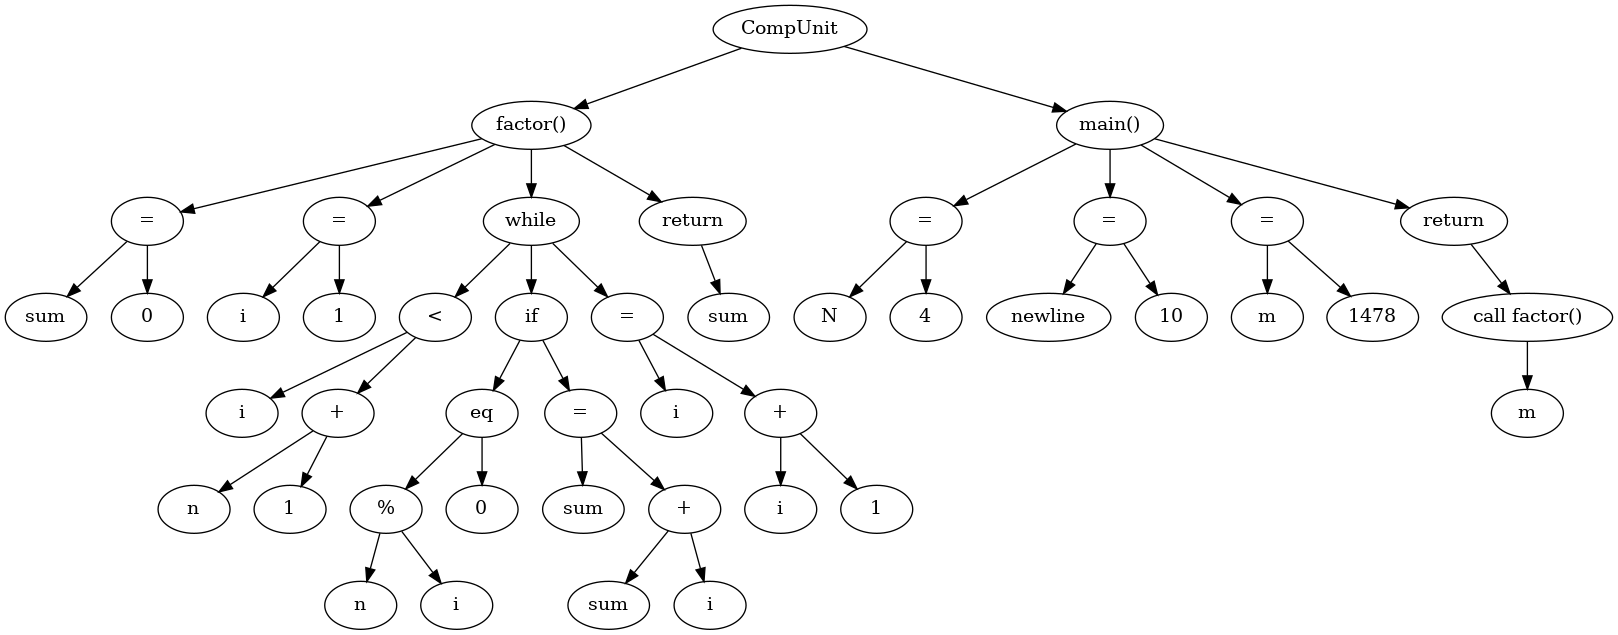 CompUnit
factor() main()
= = while return = = = return
sum 0 i 1 < if = sum N 4 newline 10 m 1478 call factor()
i + eq = i + m
n 1 % 0 sum + i 1
n i sum i